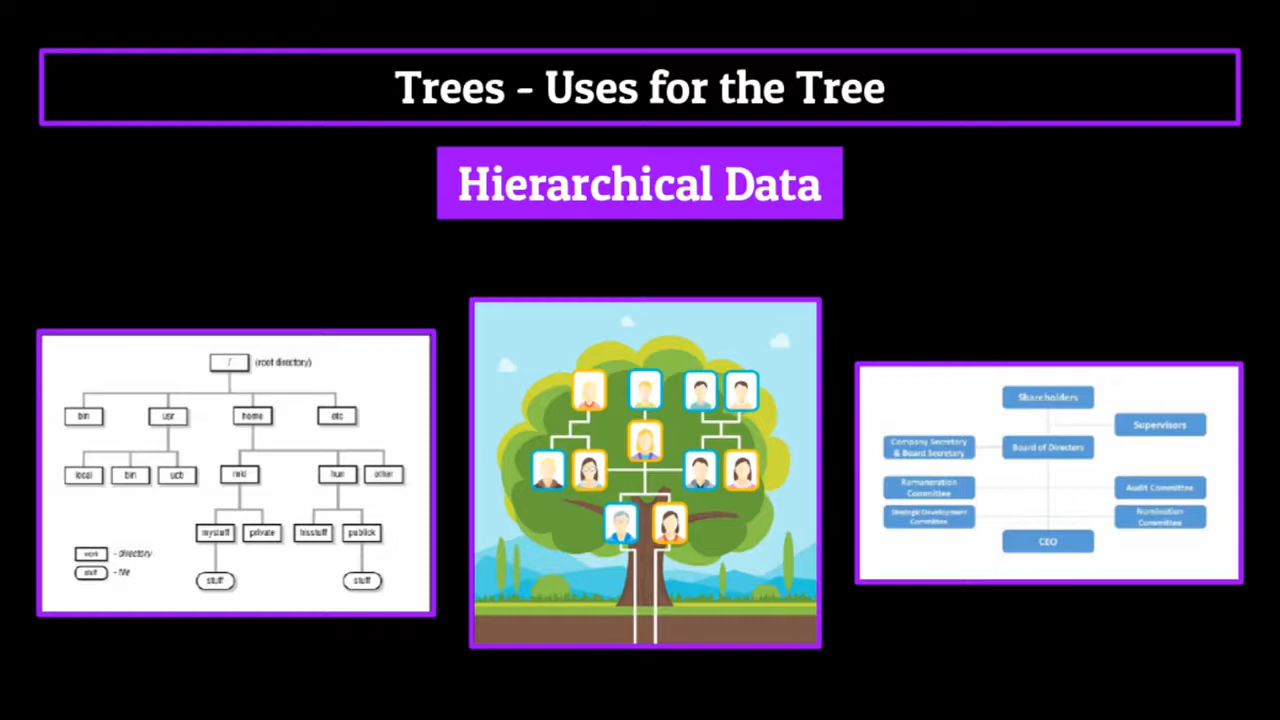 Trees - Uses for the Tree
Hierarchical Data
/ (root directory)
bin usr home etc
local bin ucb
other
mystuff private hisstuff publick
work - directory
stuff - file
stuff stuff
Shareholders
Supervisors
Company Secretary
& Board Secretary
Board of Directors
Remuneration
Committee
Audit Committee
Strategic Development
Committee
Nomination
Committee
CEO